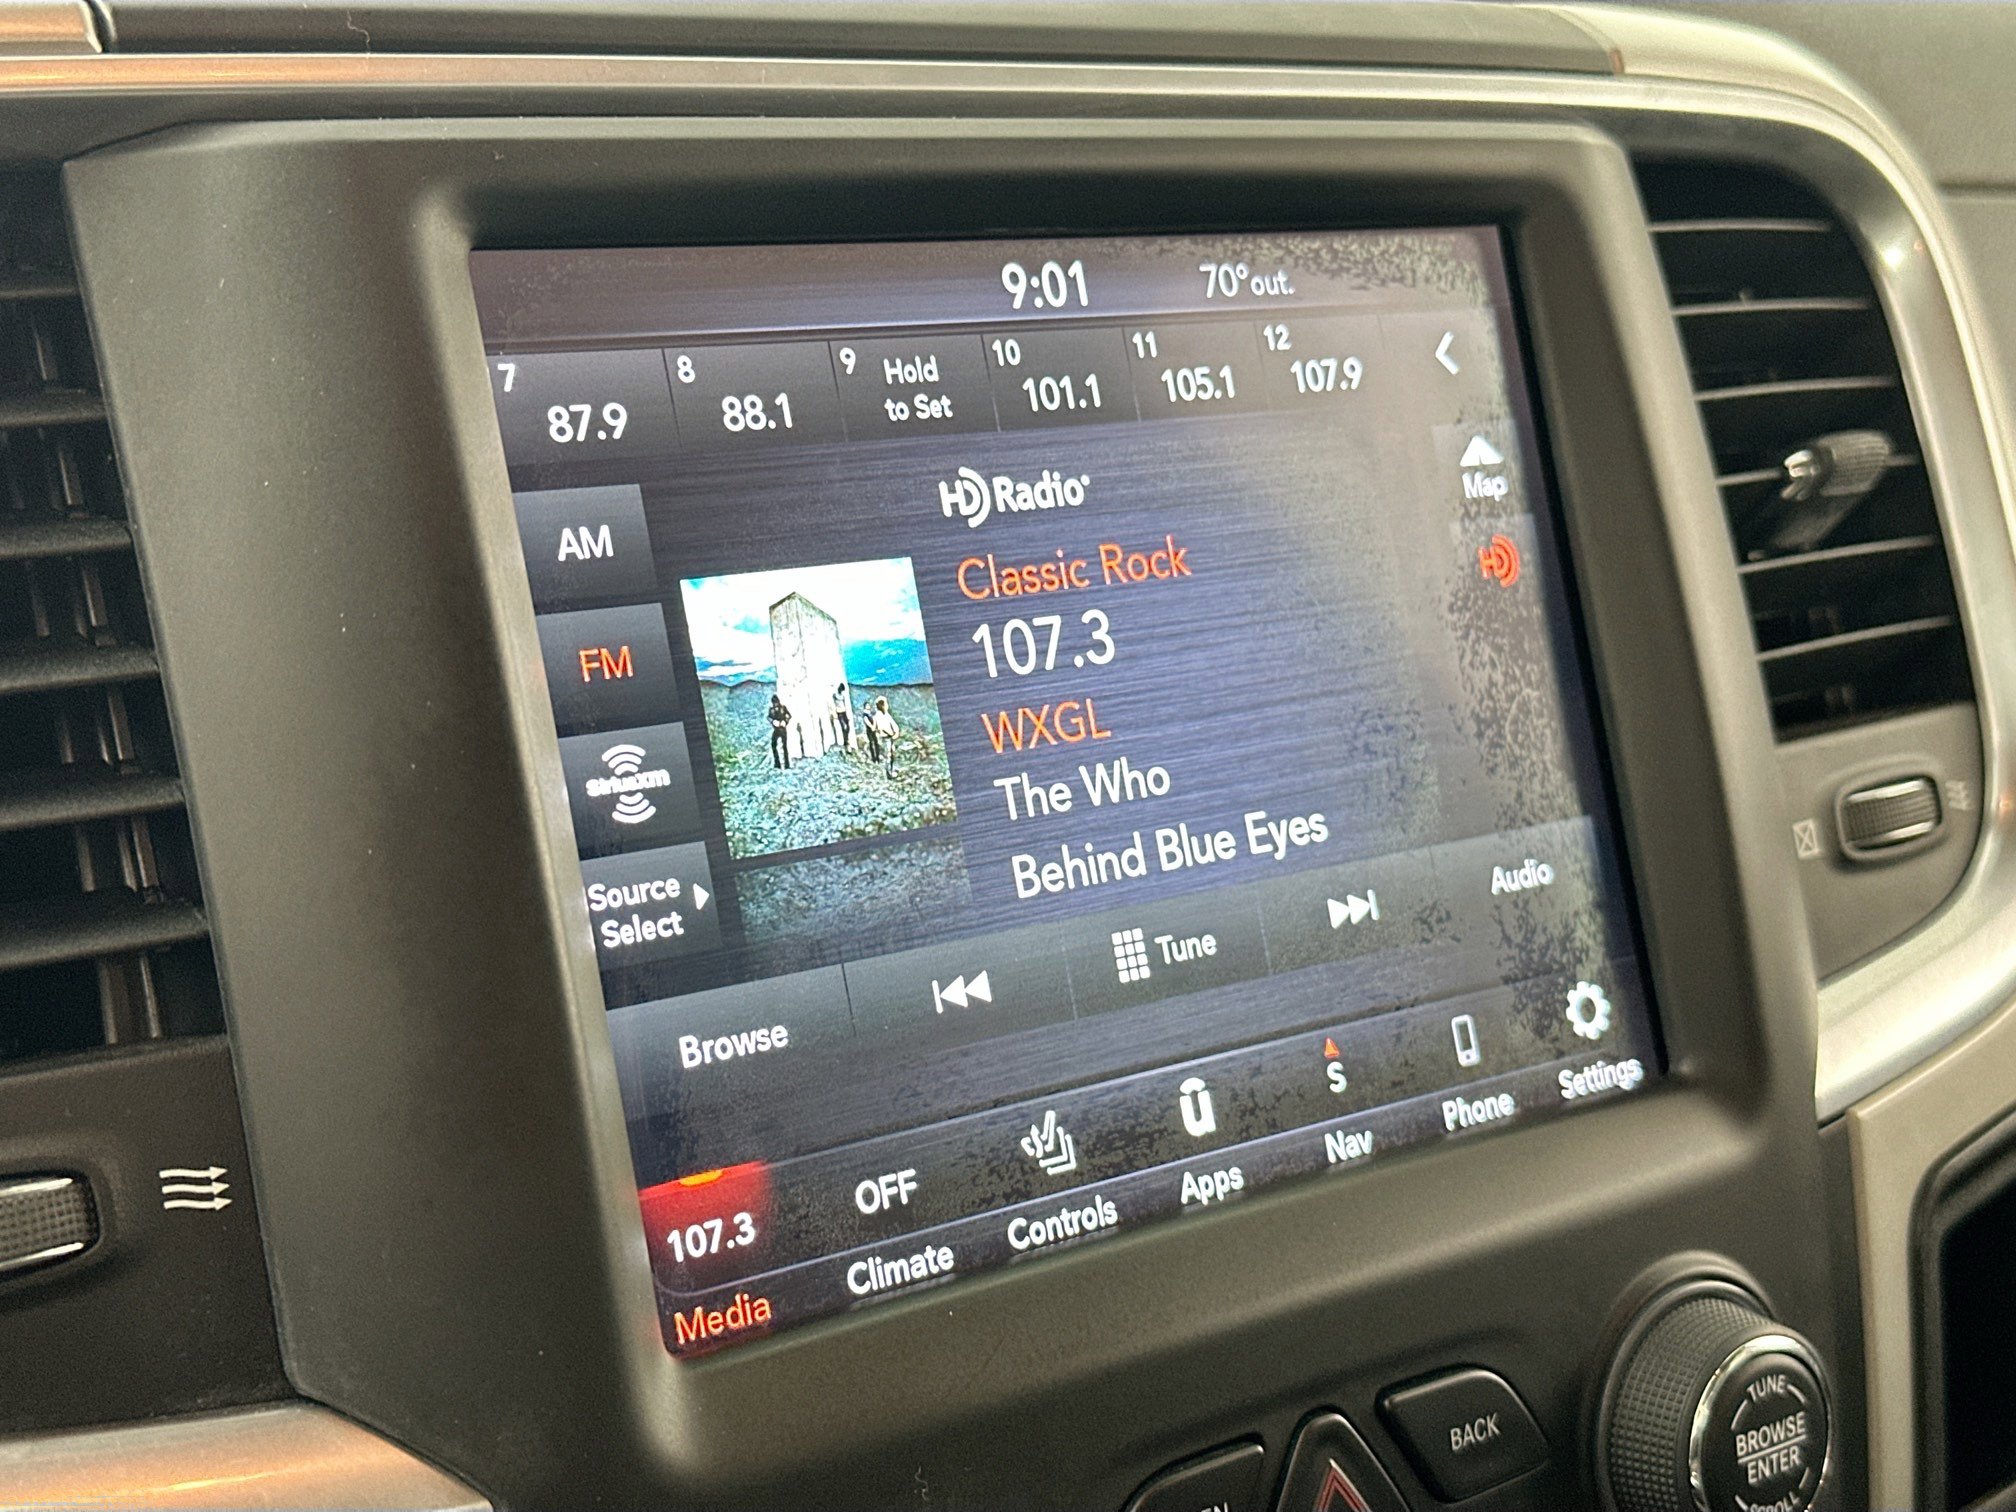 9:01
70° out.
7
87.9
8
88.1
9
Hold
to Set
10
101.1
11
105.1
12
107.9
Map
HD Radio
HD
AM
FM
SiriusXM
Source
Select
Classic Rock
107.3
WXGL
The Who
Behind Blue Eyes
Browse
Tune
Audio
107.3
Media
OFF
Climate
Controls
Apps
S
Nav
Phone
Settings
BACK
TUNE
BROWSE
ENTER
SCROLL